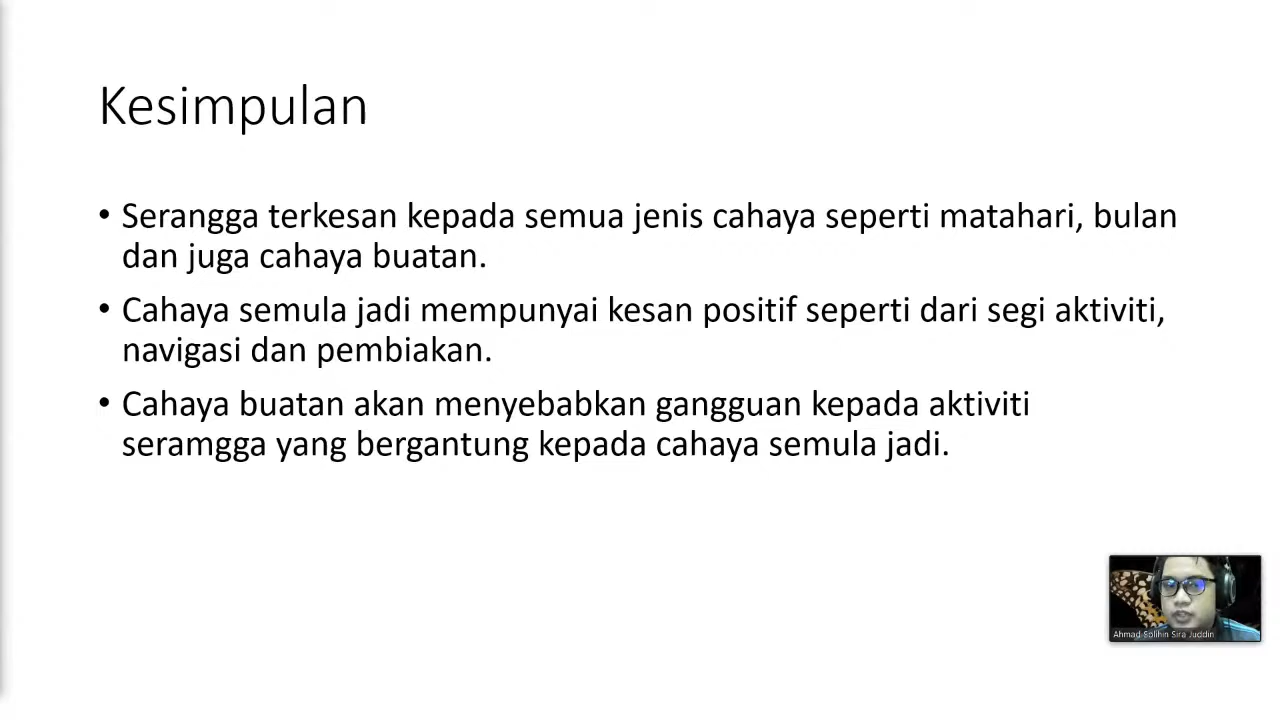 Kesimpulan
• Serangga terkesan kepada semua jenis cahaya seperti matahari, bulan
dan juga cahaya buatan.
• Cahaya semula jadi mempunyai kesan positif seperti dari segi aktiviti,
navigasi dan pembiakan.
• Cahaya buatan akan menyebabkan gangguan kepada aktiviti
seramgga yang bergantung kepada cahaya semula jadi.
Ahmad Solihin Sira Juddin